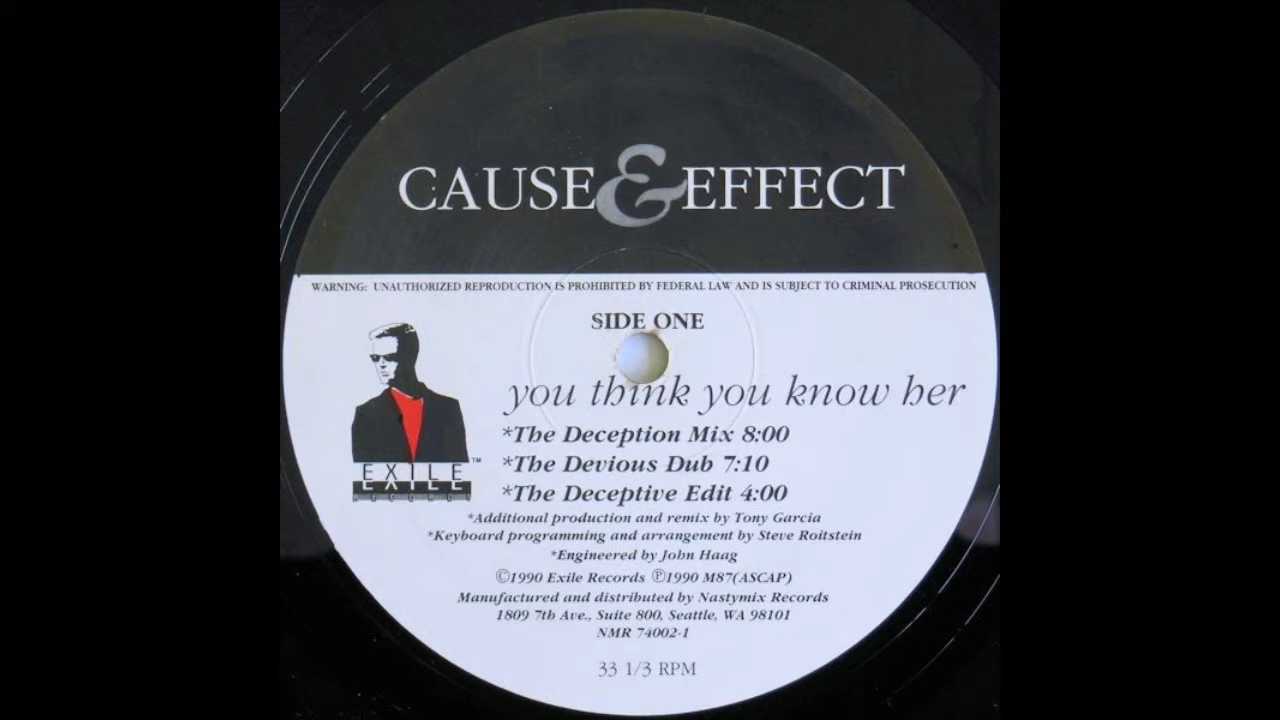 CAUSE & EFFECT
WARNING: UNAUTHORIZED REPRODUCTION IS PROHIBITED BY FEDERAL LAW AND IS SUBJECT TO CRIMINAL PROSECUTION
SIDE ONE
you think you know her
*The Deception Mix 8:00
*The Devious Dub 7:10
*The Deceptive Edit 4:00
EXILE™
*Additional production and remix by Tony Garcia
*Keyboard programming and arrangement by Steve Roitstein
*Engineered by John Haag
©1990 Exile Records ℗1990 M87(ASCAP)
Manufactured and distributed by Nastymix Records
1809 7th Ave., Suite 800, Seattle, WA 98101
NMR 74002-1
33 1/3 RPM